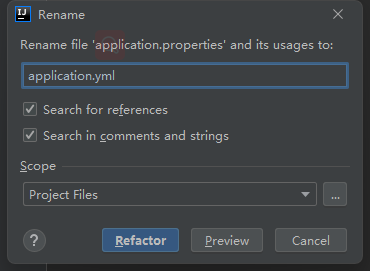 Rename
Rename file 'application.properties' and its usages to:
application.yml
Search for references
Search in comments and strings
Scope
Project Files
...
? Refactor Preview Cancel